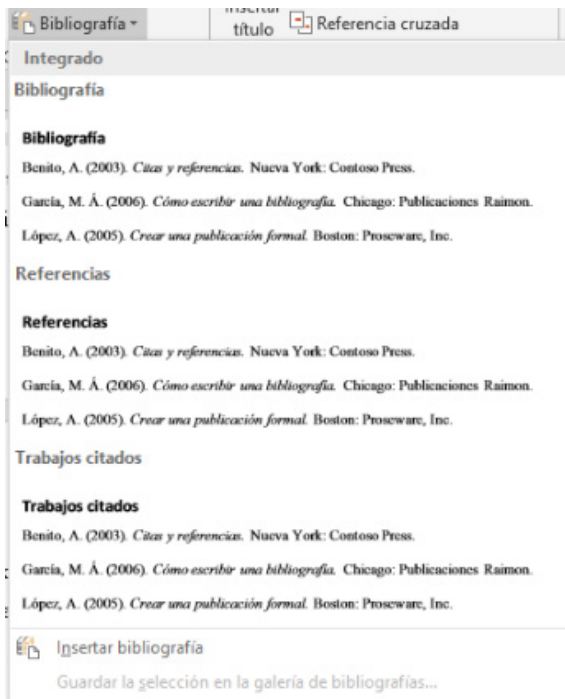 Bibliografía
título
Referencia cruzada
Integrado
Bibliografía
Bibliografía
Benito, A. (2003). Citas y referencias. Nueva York: Contoso Press.
García, M. Á. (2006). Cómo escribir una bibliografía. Chicago: Publicaciones Raimon.
López, A. (2005). Crear una publicación formal. Boston: Proseware, Inc.
Referencias
Referencias
Benito, A. (2003). Citas y referencias. Nueva York: Contoso Press.
García, M. Á. (2006). Cómo escribir una bibliografía. Chicago: Publicaciones Raimon.
López, A. (2005). Crear una publicación formal. Boston: Proseware, Inc.
Trabajos citados
Trabajos citados
Benito, A. (2003). Citas y referencias. Nueva York: Contoso Press.
García, M. Á. (2006). Cómo escribir una bibliografía. Chicago: Publicaciones Raimon.
López, A. (2005). Crear una publicación formal. Boston: Proseware, Inc.
Insertar bibliografía
Guardar la selección en la galería de bibliografías...